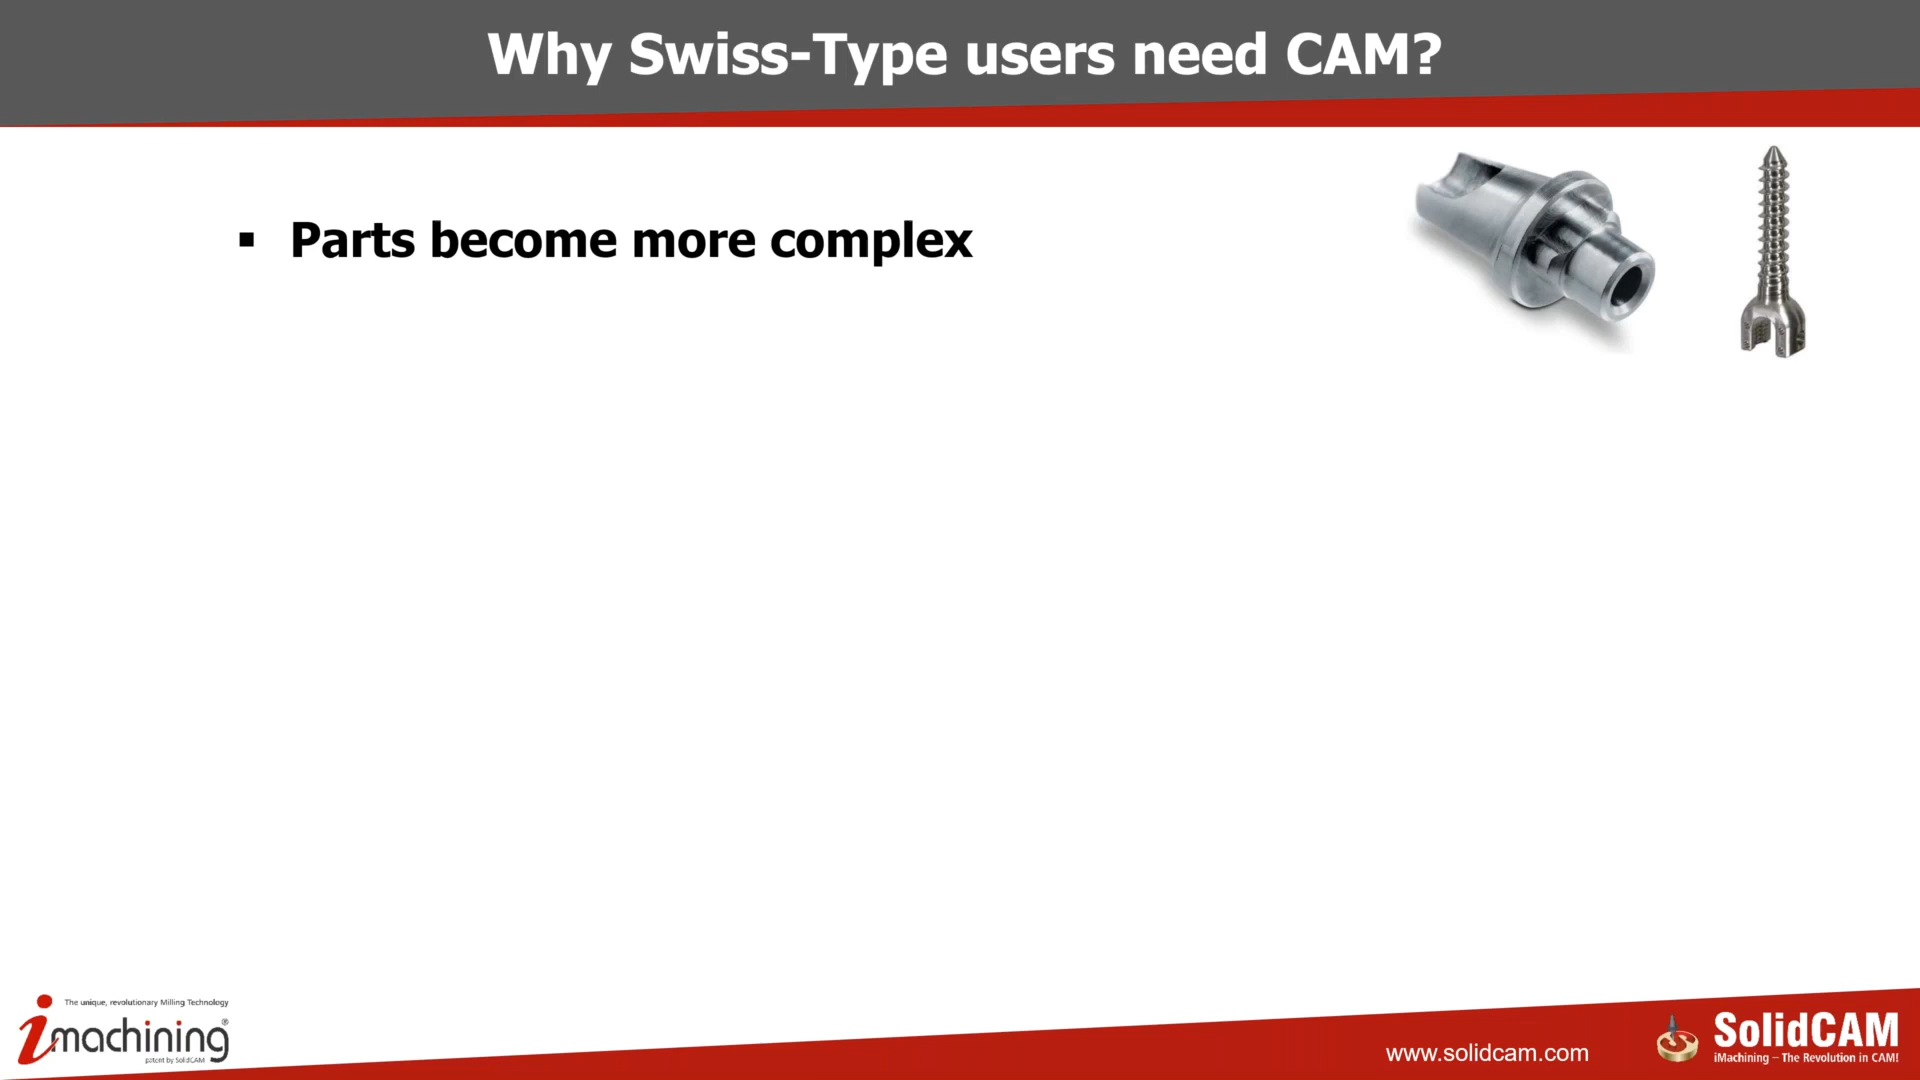 Why Swiss-Type users need CAM?
▪ Parts become more complex
The unique, revolutionary Milling Technology
imachining®
patent by SolidCAM
www.solidcam.com
SolidCAM
iMachining – The Revolution in CAM!